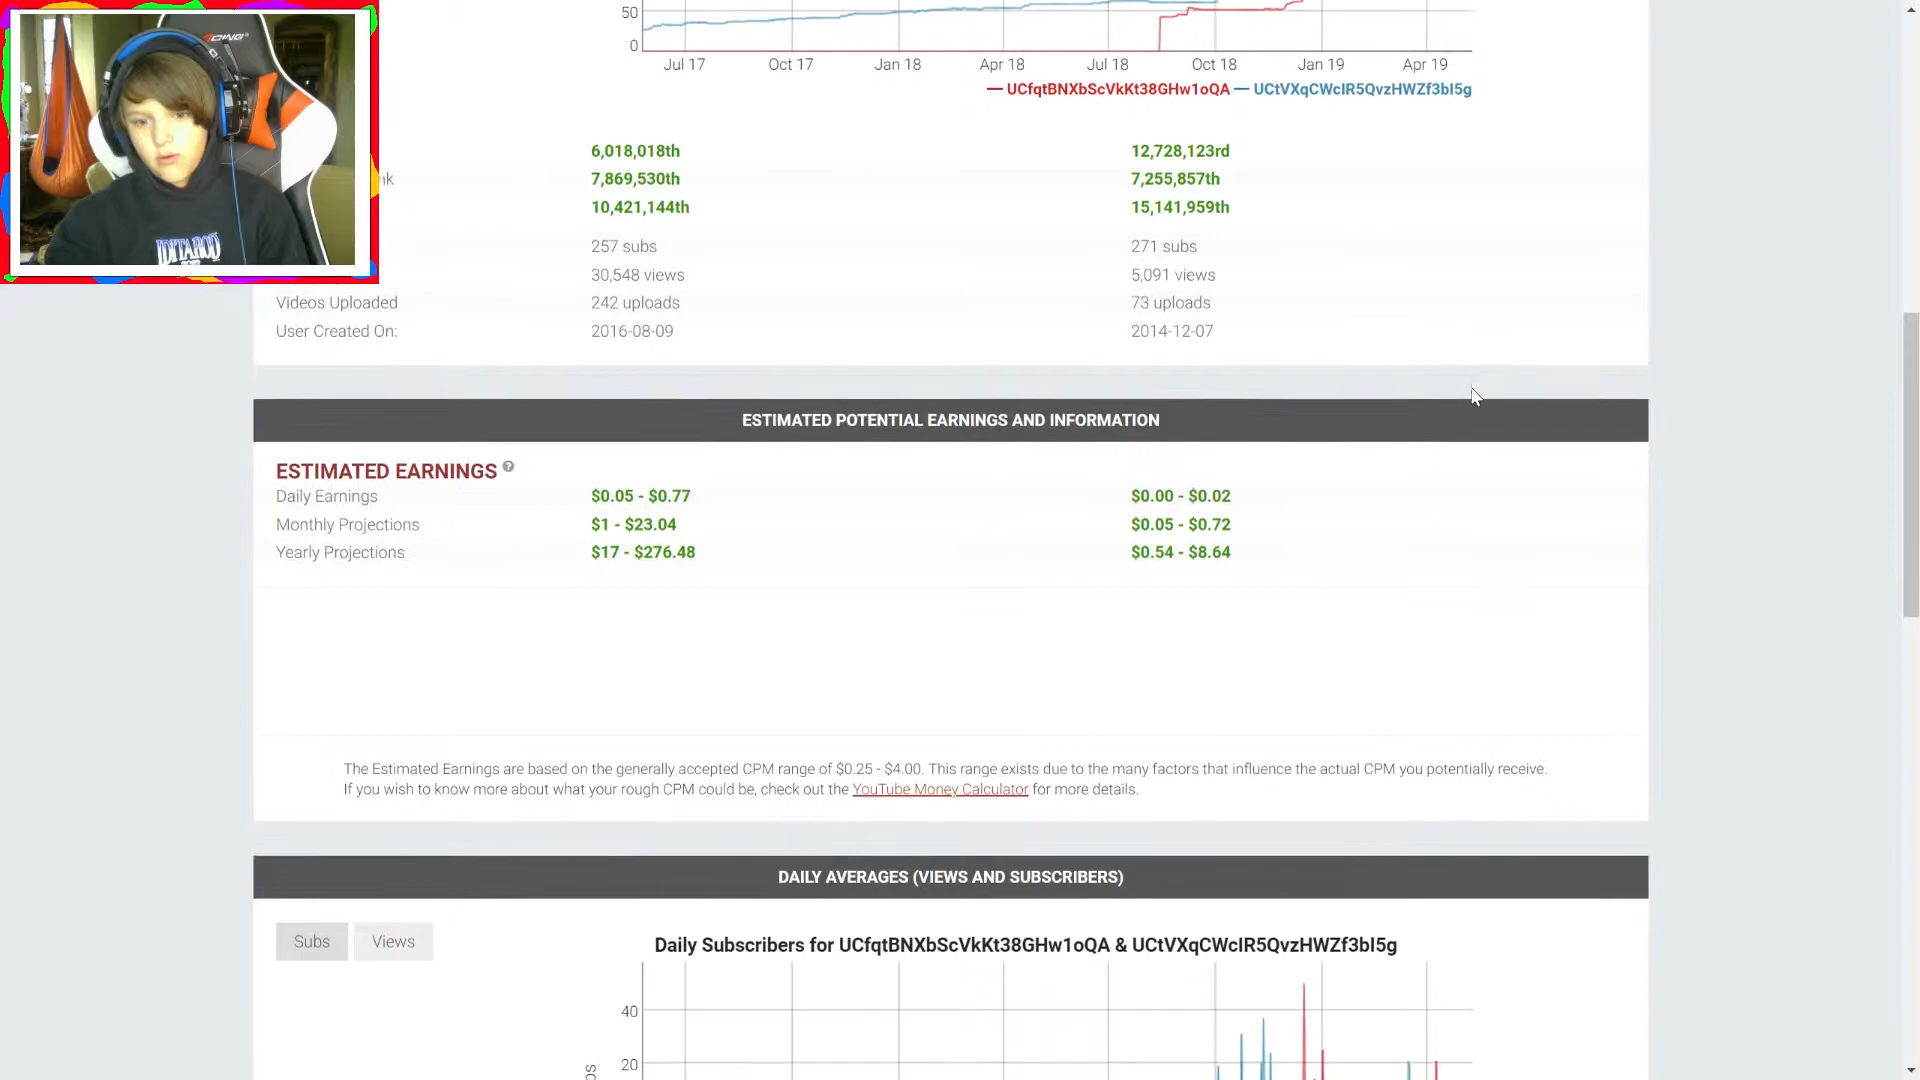 50
0
Jul 17 Oct 17 Jan 18 Apr 18 Jul 18 Oct 18 Jan 19 Apr 19
UCfqtBNXbScVkKt38GHw1oQA UCtVXqCWcIR5QvzHWZf3bI5g
6,018,018th 12,728,123rd
nk 7,869,530th 7,255,857th
10,421,144th 15,141,959th
257 subs 271 subs
30,548 views 5,091 views
Videos Uploaded 242 uploads 73 uploads
User Created On: 2016-08-09 2014-12-07
IDITAROD
ESTIMATED POTENTIAL EARNINGS AND INFORMATION
ESTIMATED EARNINGS ?
Daily Earnings $0.05 - $0.77 $0.00 - $0.02
Monthly Projections $1 - $23.04 $0.05 - $0.72
Yearly Projections $17 - $276.48 $0.54 - $8.64
The Estimated Earnings are based on the generally accepted CPM range of $0.25 - $4.00. This range exists due to the many factors that influence the actual CPM you potentially receive.
If you wish to know more about what your rough CPM could be, check out the YouTube Money Calculator for more details.
DAILY AVERAGES (VIEWS AND SUBSCRIBERS)
Subs Views
Daily Subscribers for UCfqtBNXbScVkKt38GHw1oQA & UCtVXqCWcIR5QvzHWZf3bI5g
40
20